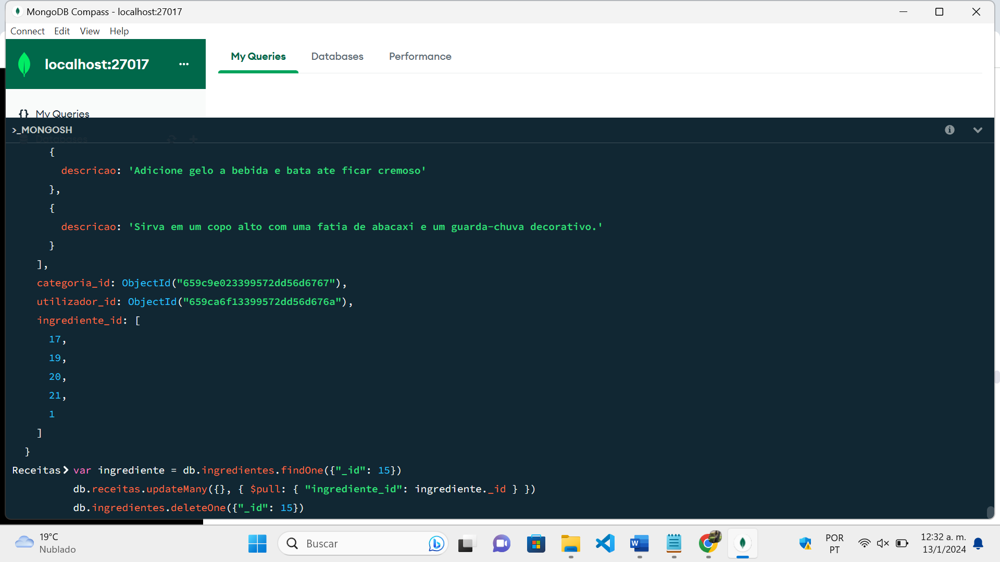 MongoDB Compass - localhost:27017
Connect Edit View Help
localhost:27017 ...
My Queries Databases Performance
{} My Queries
>_MONGOSH
Databases
{
descricao: 'Adicione gelo a bebida e bata ate ficar cremoso'
},
{
descricao: 'Sirva em um copo alto com uma fatia de abacaxi e um guarda-chuva decorativo.'
}
],
categoria_id: ObjectId("659c9e023399572dd56d6767"),
utilizador_id: ObjectId("659ca6f13399572dd56d676a"),
ingrediente_id: [
17,
19,
20,
21,
1
]
}
Receitas> var ingrediente = db.ingredientes.findOne({"_id": 15})
db.receitas.updateMany({}, { $pull: { "ingrediente_id": ingrediente._id } })
db.ingredientes.deleteOne({"_id": 15})
19°C
Nublado
Buscar
POR
PT
12:32 a. m.
13/1/2024